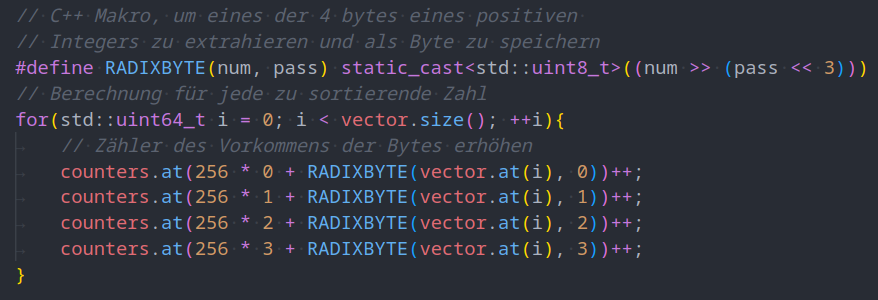 // C++ Makro, um eines der 4 bytes eines positiven
// Integers zu extrahieren und als Byte zu speichern
#define RADIXBYTE(num, pass) static_cast<std::uint8_t>((num >> (pass << 3)))
// Berechnung für jede zu sortierende Zahl
for(std::uint64_t i = 0; i < vector.size(); ++i){
    // Zähler des Vorkommens der Bytes erhöhen
    counters.at(256 * 0 + RADIXBYTE(vector.at(i), 0))++;
    counters.at(256 * 1 + RADIXBYTE(vector.at(i), 1))++;
    counters.at(256 * 2 + RADIXBYTE(vector.at(i), 2))++;
    counters.at(256 * 3 + RADIXBYTE(vector.at(i), 3))++;
}